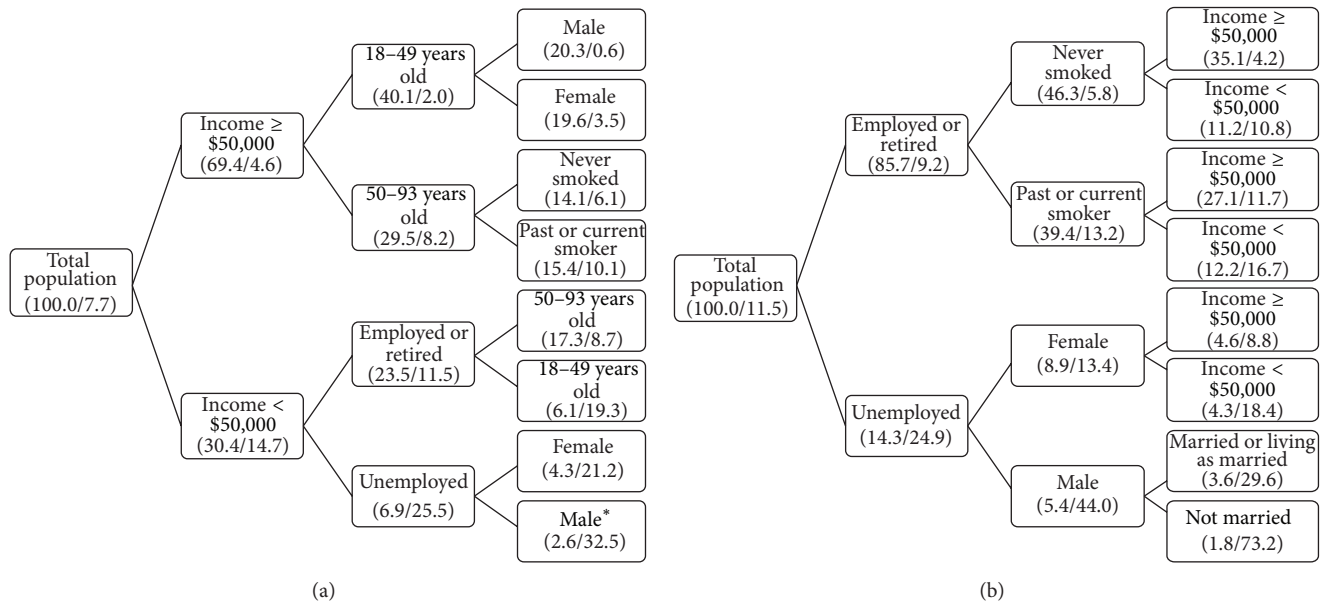 Total
population
(100.0/7.7)
Income ≥
$50,000
(69.4/4.6)
Income <
$50,000
(30.4/14.7)
18–49 years
old
(40.1/2.0)
50–93 years
old
(29.5/8.2)
Employed or
retired
(23.5/11.5)
Unemployed
(6.9/25.5)
Male
(20.3/0.6)
Female
(19.6/3.5)
Never
smoked
(14.1/6.1)
Past or current
smoker
(15.4/10.1)
50–93 years
old
(17.3/8.7)
18–49 years
old
(6.1/19.3)
Female
(4.3/21.2)
Male*
(2.6/32.5)
(a)
Total
population
(100.0/11.5)
Employed or
retired
(85.7/9.2)
Unemployed
(14.3/24.9)
Never
smoked
(46.3/5.8)
Past or current
smoker
(39.4/13.2)
Female
(8.9/13.4)
Male
(5.4/44.0)
Income ≥
$50,000
(35.1/4.2)
Income <
$50,000
(11.2/10.8)
Income ≥
$50,000
(27.1/11.7)
Income <
$50,000
(12.2/16.7)
Income ≥
$50,000
(4.6/8.8)
Income <
$50,000
(4.3/18.4)
Married or living
as married
(3.6/29.6)
Not married
(1.8/73.2)
(b)